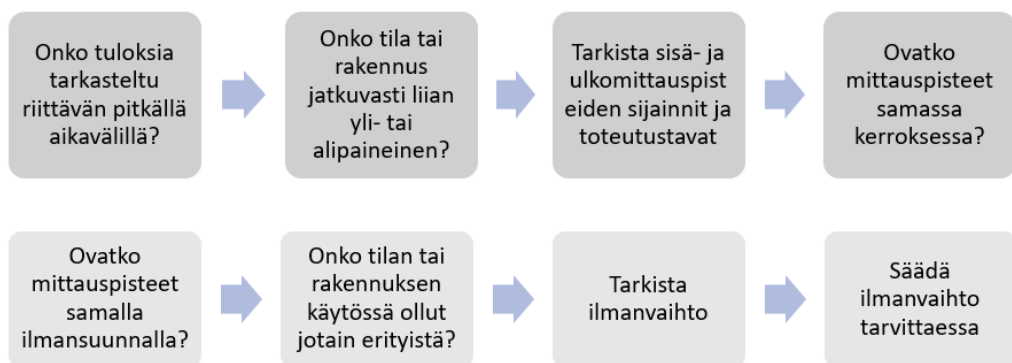 Onko tuloksia
tarkasteltu
riittävän pitkällä
aikavälillä?
Onko tila tai
rakennus
jatkuvasti liian
yli- tai
alipaineinen?
Tarkista sisä- ja
ulkomittauspist
eiden sijainnit ja
toteutustavat
Ovatko
mittauspisteet
samassa
kerroksessa?
Ovatko
mittauspisteet
samalla
ilmansuunnalla?
Onko tilan tai
rakennuksen
käytössä ollut
jotain erityistä?
Tarkista
ilmanvaihto
Säädä
ilmanvaihto
tarvittaessa